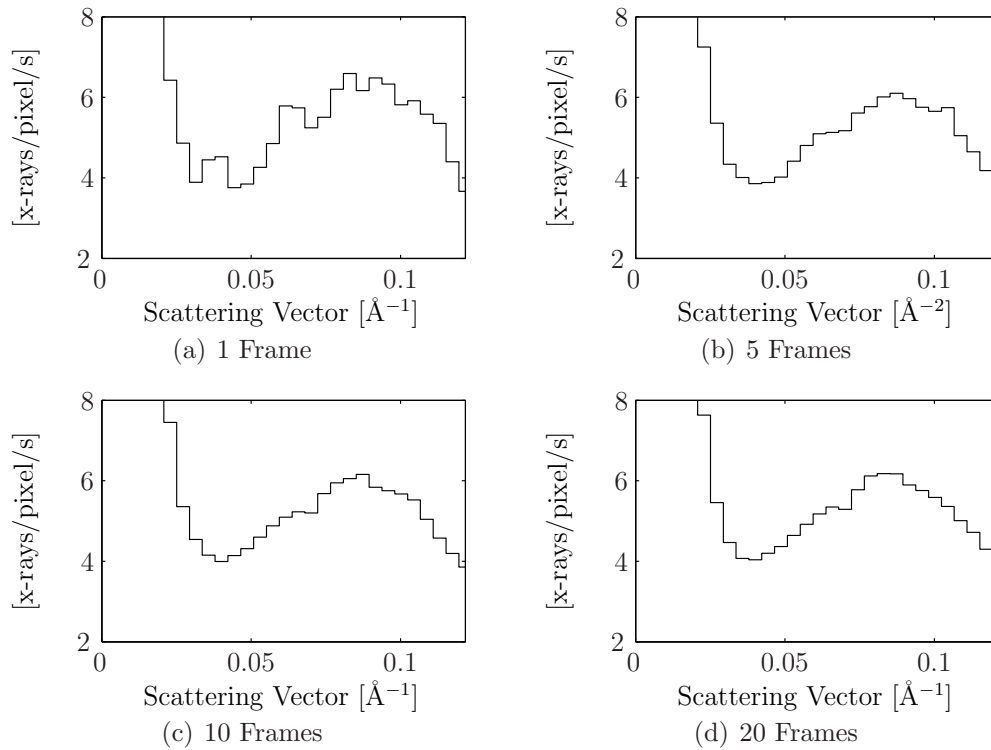 8
6
4
2
0 0.05 0.1
[x-rays/pixel/s]
Scattering Vector [Å⁻¹]
(a) 1 Frame
8
6
4
2
0 0.05 0.1
[x-rays/pixel/s]
Scattering Vector [Å⁻²]
(b) 5 Frames
8
6
4
2
0 0.05 0.1
[x-rays/pixel/s]
Scattering Vector [Å⁻¹]
(c) 10 Frames
8
6
4
2
0 0.05 0.1
[x-rays/pixel/s]
Scattering Vector [Å⁻¹]
(d) 20 Frames